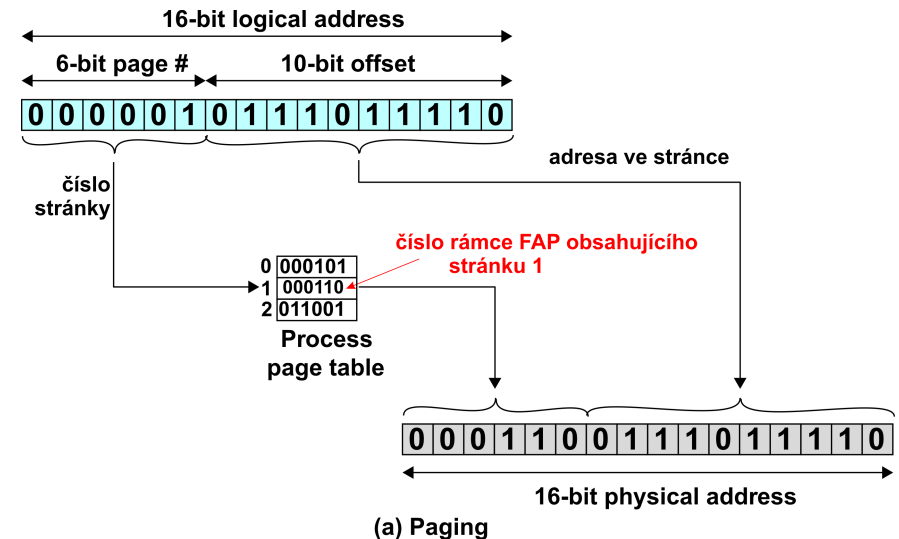 16-bit logical address
6-bit page #
10-bit offset
0 0 0 0 0 1 0 1 1 1 0 1 1 1 1 0
adresa ve stránce
číslo
stránky
číslo rámce FAP obsahujícího
stránku 1
0 000101
1 000110
2 011001
Process
page table
0 0 0 1 1 0 0 1 1 1 0 1 1 1 1 0
16-bit physical address
(a) Paging